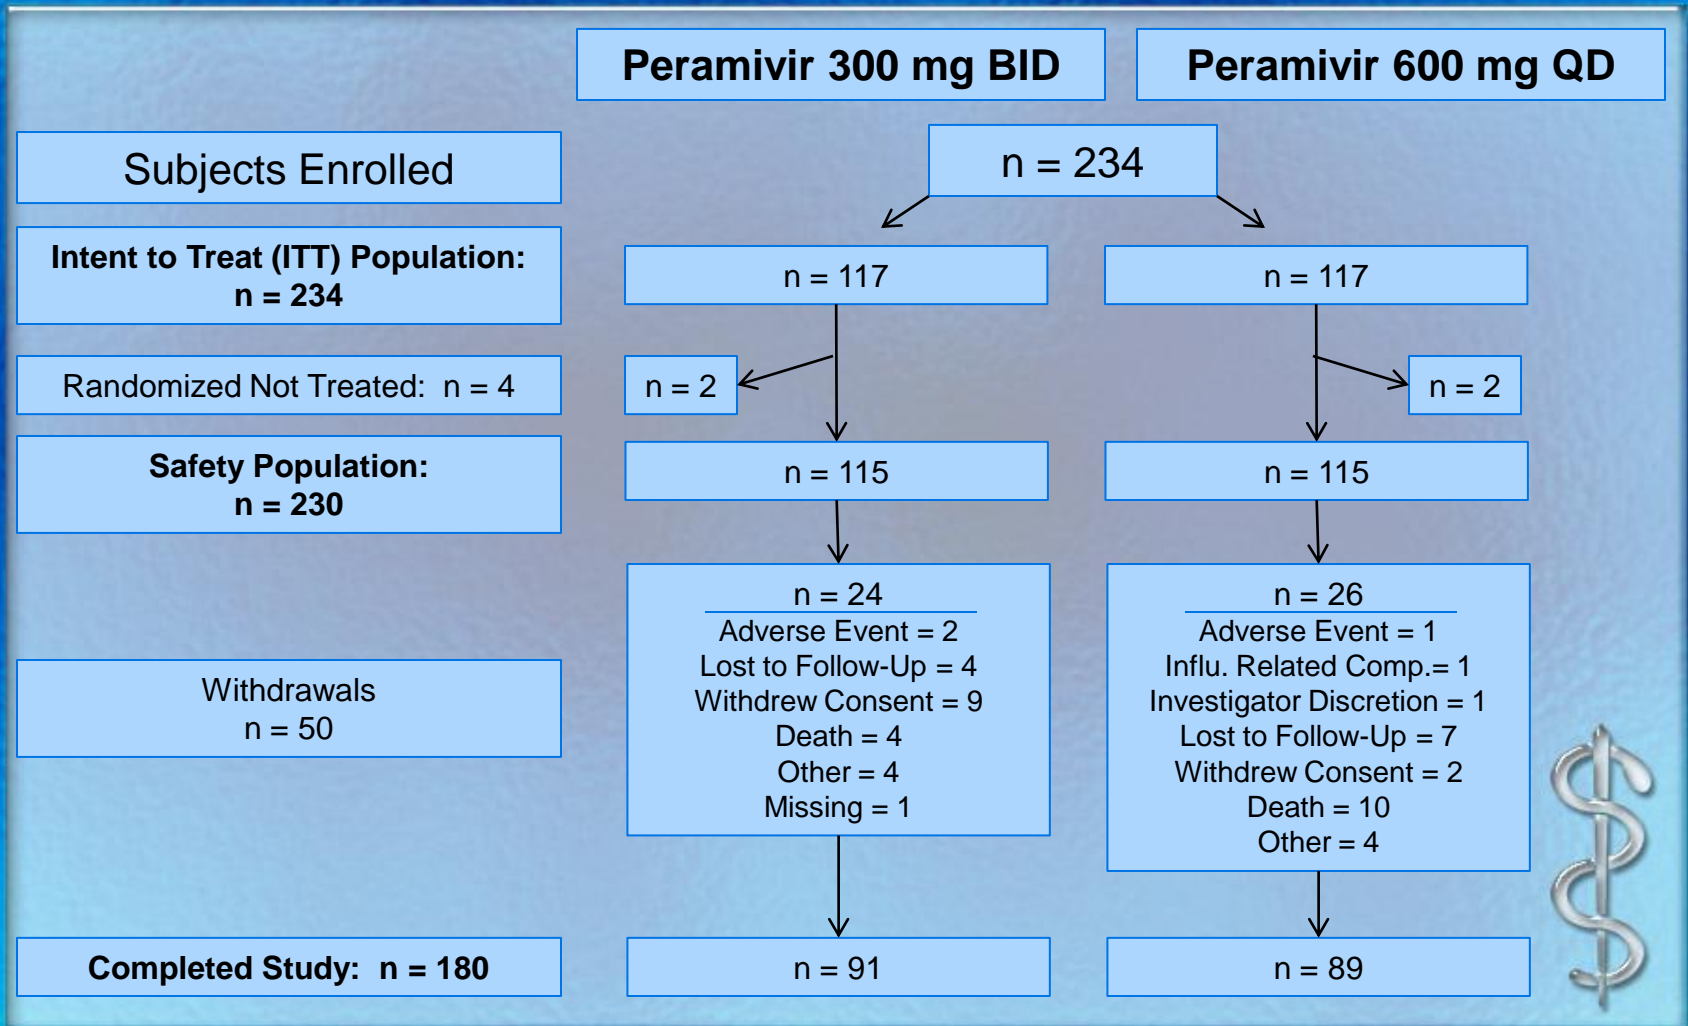 Peramivir 300 mg BID
Peramivir 600 mg QD
Subjects Enrolled
n = 234
Intent to Treat (ITT) Population:
n = 234
n = 117
n = 117
Randomized Not Treated: n = 4
n = 2
n = 2
Safety Population:
n = 230
n = 115
n = 115
Withdrawals
n = 50
n = 24
Adverse Event = 2
Lost to Follow-Up = 4
Withdrew Consent = 9
Death = 4
Other = 4
Missing = 1
n = 26
Adverse Event = 1
Influ. Related Comp.= 1
Investigator Discretion = 1
Lost to Follow-Up = 7
Withdrew Consent = 2
Death = 10
Other = 4
Completed Study: n = 180
n = 91
n = 89